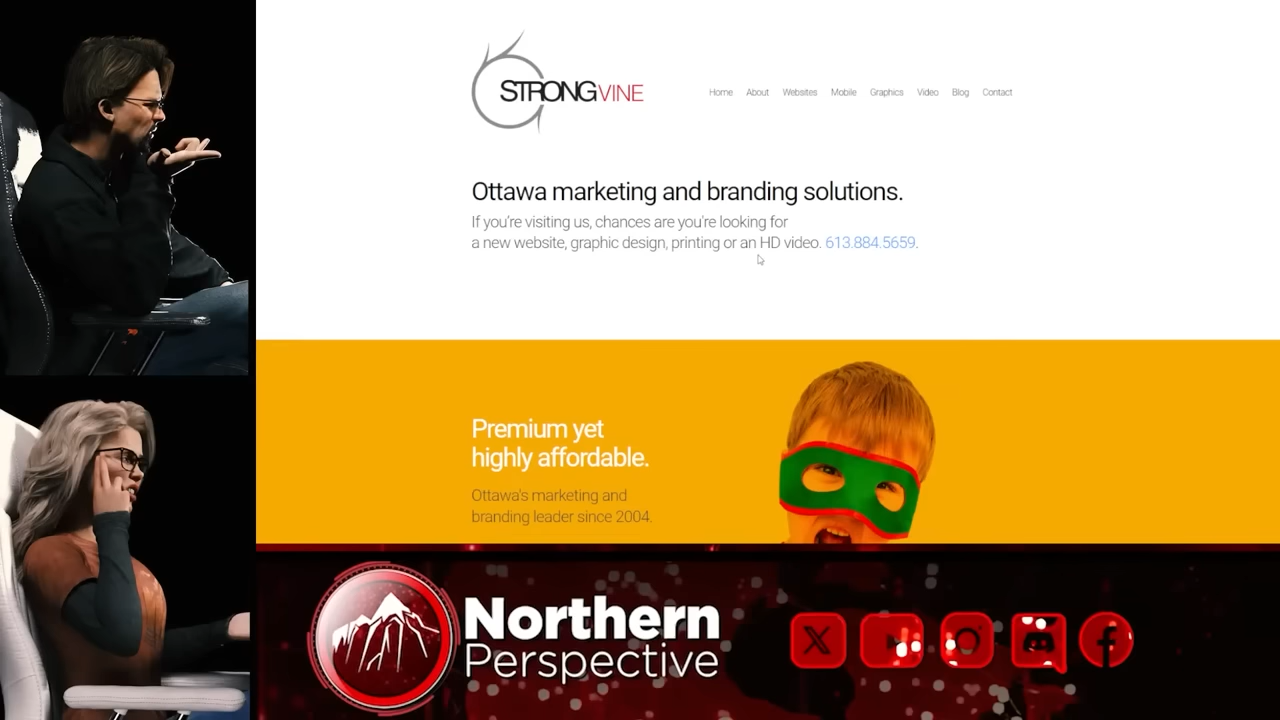 STRONGVINE
Home About Websites Mobile Graphics Video Blog Contact
Ottawa marketing and branding solutions.
If you're visiting us, chances are you're looking for
a new website, graphic design, printing or an HD video. 613.884.5659.
Premium yet
highly affordable.
Ottawa's marketing and
branding leader since 2004.
Northern
Perspective